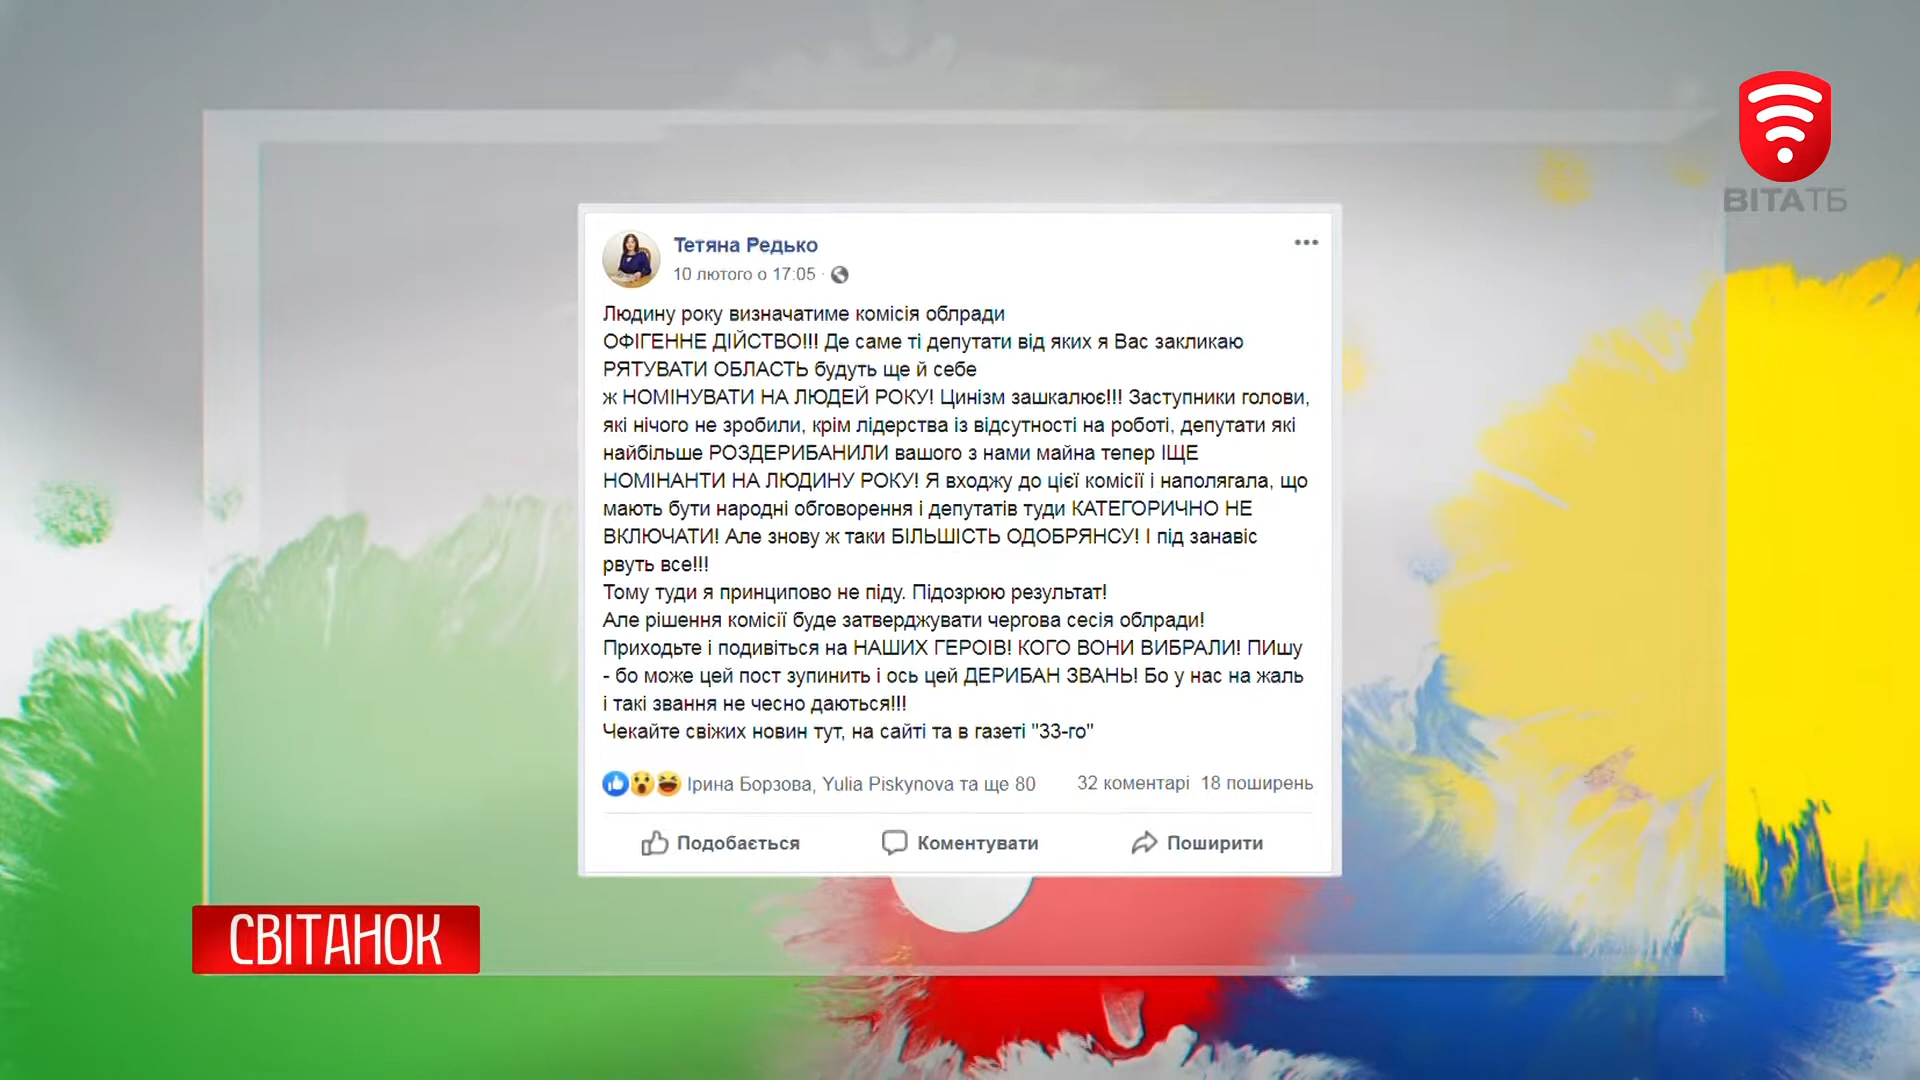 ВІТАТБ
Тетяна Редько
10 лютого о 17:05 ·
Людину року визначатиме комісія облради
ОФІГЕННЕ ДІЙСТВО!!! Де саме ті депутати від яких я Вас закликаю
РЯТУВАТИ ОБЛАСТЬ будуть ще й себе
ж НОМІНУВАТИ НА ЛЮДЕЙ РОКУ! Цинізм зашкалює!!! Заступники голови,
які нічого не зробили, крім лідерства із відсутності на роботі, депутати які
найбільше РОЗДЕРИБАНИЛИ вашого з нами майна тепер ІЩЕ
НОМІНАНТИ НА ЛЮДИНУ РОКУ! Я входжу до цієї комісії і наполягала, що
мають бути народні обговорення і депутатів туди КАТЕГОРИЧНО НЕ
ВКЛЮЧАТИ! Але знову ж таки БІЛЬШІСТЬ ОДОБРЯНСУ! І під занавіс
рвуть все!!!
Тому туди я принципово не піду. Підозрюю результат!
Але рішення комісії буде затверджувати чергова сесія облради!
Приходьте і подивіться на НАШИХ ГЕРОІВ! КОГО ВОНИ ВИБРАЛИ! ПИшу
- бо може цей пост зупинить і ось цей ДЕРИБАН ЗВАНЬ! Бо у нас на жаль
і такі звання не чесно даються!!!
Чекайте свіжих новин тут, на сайті та в газеті "33-го"
Ірина Борзова, Yulia Piskynova та ще 80 32 коментарі 18 поширень
Подобається Коментувати Поширити
СВІТАНОК